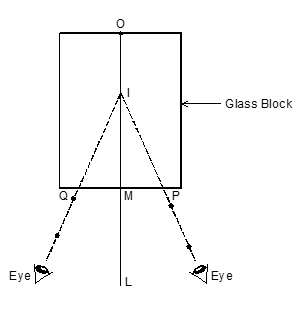 O
I
Glass Block
Q M P
Eye Eye
L